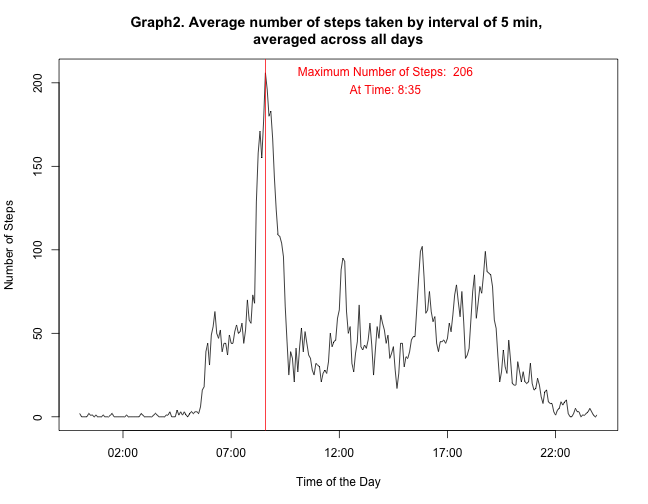 Graph2. Average number of steps taken by interval of 5 min,
averaged across all days
Maximum Number of Steps:  206
At Time: 8:35
200
150
100
50
0
Number of Steps
02:00 07:00 12:00 17:00 22:00
Time of the Day